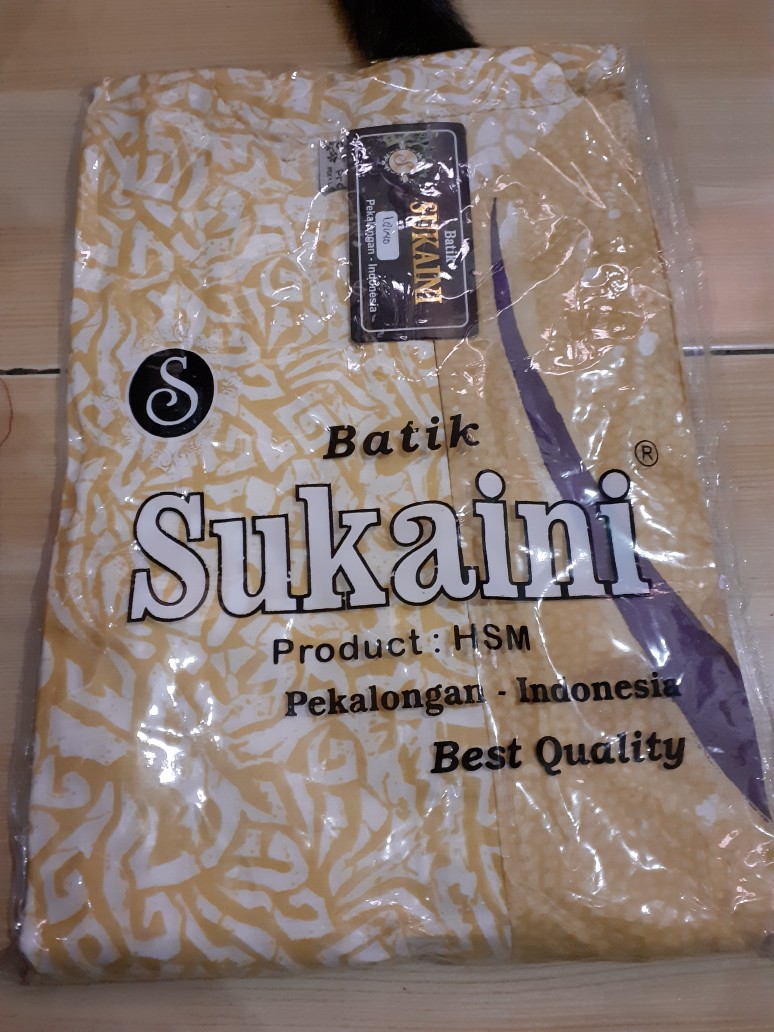 Batik
SUKAINI
Pekalongan - Indonesia
S
Batik
Sukaini®
Product : HSM
Pekalongan - Indonesia
Best Quality